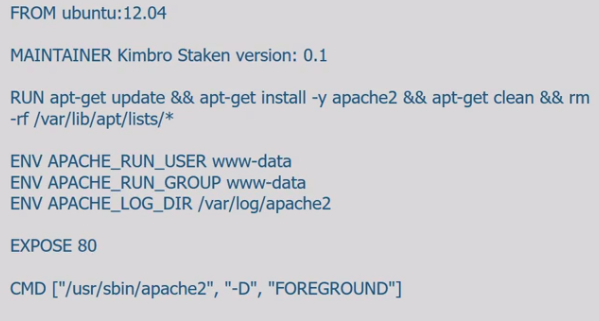 FROM ubuntu:12.04
MAINTAINER Kimbro Staken version: 0.1
RUN apt-get update && apt-get install -y apache2 && apt-get clean && rm
-rf /var/lib/apt/lists/*
ENV APACHE_RUN_USER www-data
ENV APACHE_RUN_GROUP www-data
ENV APACHE_LOG_DIR /var/log/apache2
EXPOSE 80
CMD ["/usr/sbin/apache2", "-D", "FOREGROUND"]